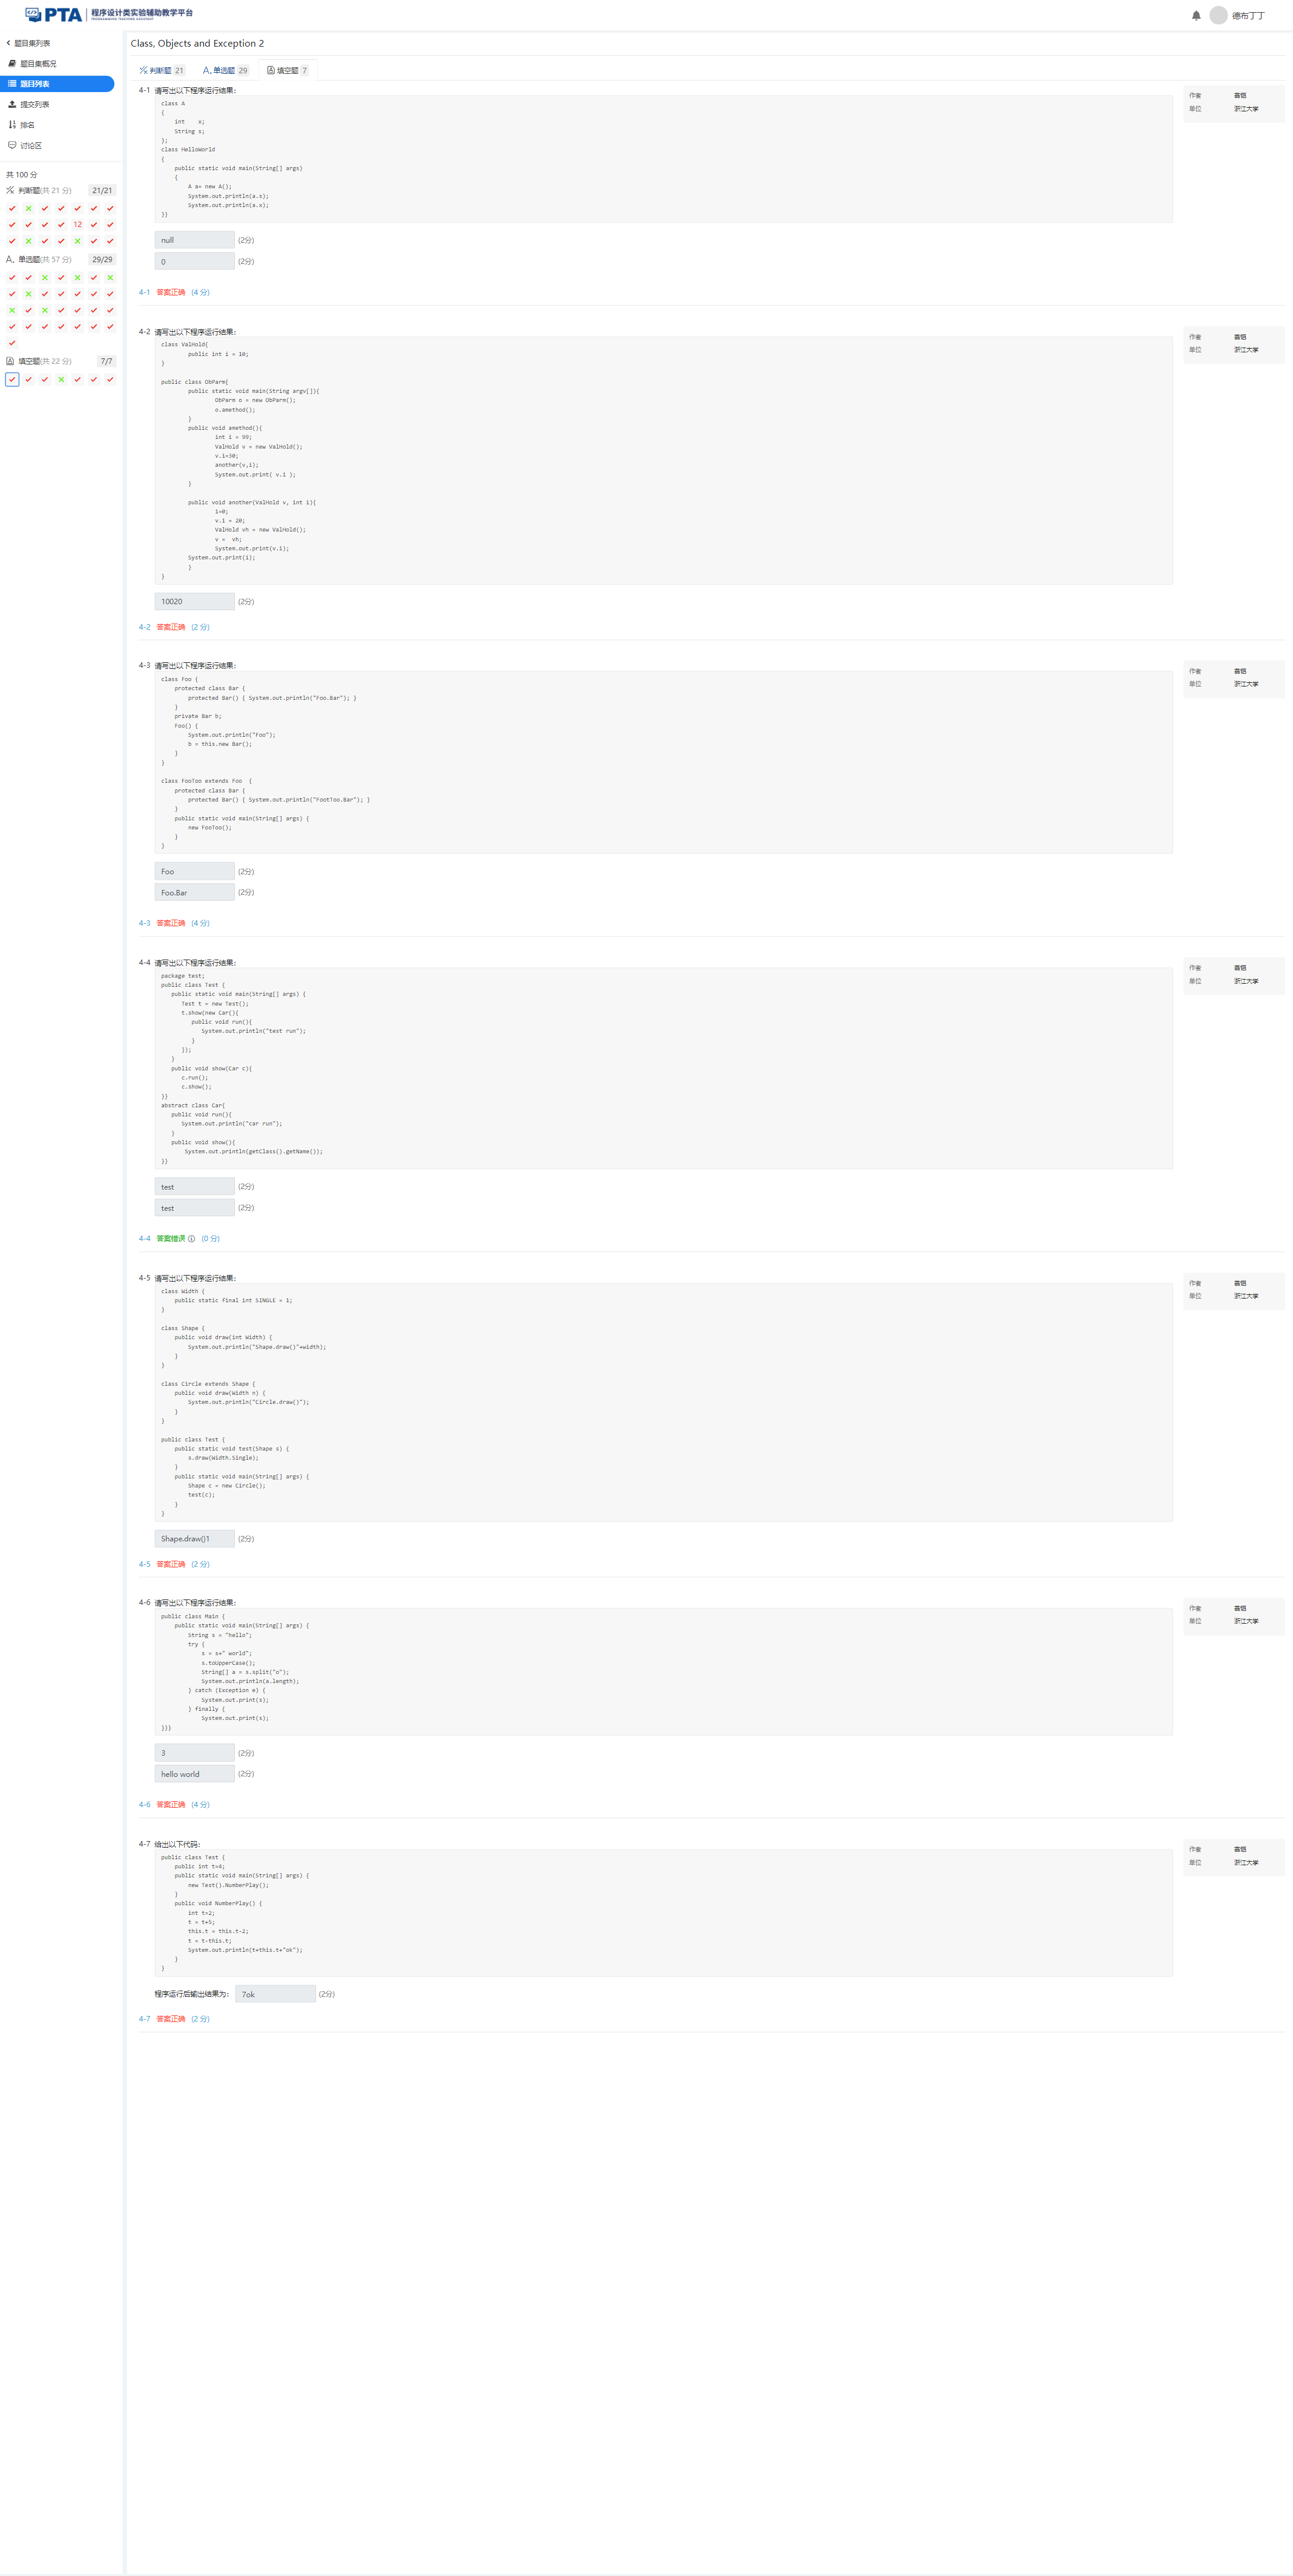 PTA 程序设计类实验辅助教学平台
PROGRAMMING TEACHING ASSISTANT
德布丁丁
题目集列表
题目集概况
题目列表
提交列表
排名
讨论区
共 100 分
判断题(共 21 分) 21/21
12
单选题(共 57 分) 29/29
填空题(共 22 分) 7/7
Class, Objects and Exception 2
判断题 21 单选题 29 填空题 7
4-1 请写出以下程序运行结果:
class A
{
    int    x;
    String s;
};
class HelloWorld
{
    public static void main(String[] args)
    {
        A a= new A();
        System.out.println(a.s);
        System.out.println(a.x);
}}
null (2分)
0 (2分)
作者
单位 浙江大学
4-1 答案正确 (4 分)
4-2 请写出以下程序运行结果:
class ValHold{
        public int i = 10;
}
public class ObParm{
        public static void main(String argv[]){
                ObParm o = new ObParm();
                o.amethod();
        }
        public void amethod(){
                int i = 99;
                ValHold v = new ValHold();
                v.i=30;
                another(v,i);
                System.out.print( v.i );
        }
        public void another(ValHold v, int i){
                i=0;
                v.i = 20;
                ValHold vh = new ValHold();
                v =  vh;
                System.out.print(v.i);
        System.out.print(i);
        }
}
10020 (2分)
作者
单位 浙江大学
4-2 答案正确 (2 分)
4-3 请写出以下程序运行结果:
class Foo {
    protected class Bar {
        protected Bar() { System.out.println("Foo.Bar"); }
    }
    private Bar b;
    Foo() {
        System.out.println("Foo");
        b = this.new Bar();
    }
}
class FooToo extends Foo  {
    protected class Bar {
        protected Bar() { System.out.println("FootToo.Bar"); }
    }
    public static void main(String[] args) {
        new FooToo();
    }
}
Foo (2分)
Foo.Bar (2分)
作者
单位 浙江大学
4-3 答案正确 (4 分)
4-4 请写出以下程序运行结果:
package test;
public class Test {
   public static void main(String[] args) {
      Test t = new Test();
      t.show(new Car(){
         public void run(){
            System.out.println("test run");
         }
      });
   }
   public void show(Car c){
      c.run();
      c.show();
}}
abstract class Car{
   public void run(){
      System.out.println("car run");
   }
   public void show(){
       System.out.println(getClass().getName());
}}
test (2分)
test (2分)
作者
单位 浙江大学
4-4 答案错误 (0 分)
4-5 请写出以下程序运行结果:
class Width {
    public static final int SINGLE = 1;
}
class Shape {
    public void draw(int Width) {
        System.out.println("Shape.draw()"+width);
    }
}
class Circle extends Shape {
    public void draw(Width n) {
        System.out.println("Circle.draw()");
    }
}
public class Test {
    public static void test(Shape s) {
        s.draw(Width.Single);
    }
    public static void main(String[] args) {
        Shape c = new Circle();
        test(c);
    }
}
Shape.draw()1 (2分)
作者
单位 浙江大学
4-5 答案正确 (2 分)
4-6 请写出以下程序运行结果:
public class Main {
    public static void main(String[] args) {
        String s = "hello";
        try {
            s = s+" world";
            s.toUpperCase();
            String[] a = s.split("o");
            System.out.println(a.length);
        } catch (Exception e) {
            System.out.print(s);
        } finally {
            System.out.print(s);
}}}
3 (2分)
hello world (2分)
作者
单位 浙江大学
4-6 答案正确 (4 分)
4-7 给出以下代码:
public class Test {
    public int t=4;
    public static void main(String[] args) {
        new Test().NumberPlay();
    }
    public void NumberPlay() {
        int t=2;
        t = t+5;
        this.t = this.t-2;
        t = t-this.t;
        System.out.println(t+this.t+"ok");
    }
}
程序运行后输出结果为: 7ok (2分)
作者
单位 浙江大学
4-7 答案正确 (2 分)